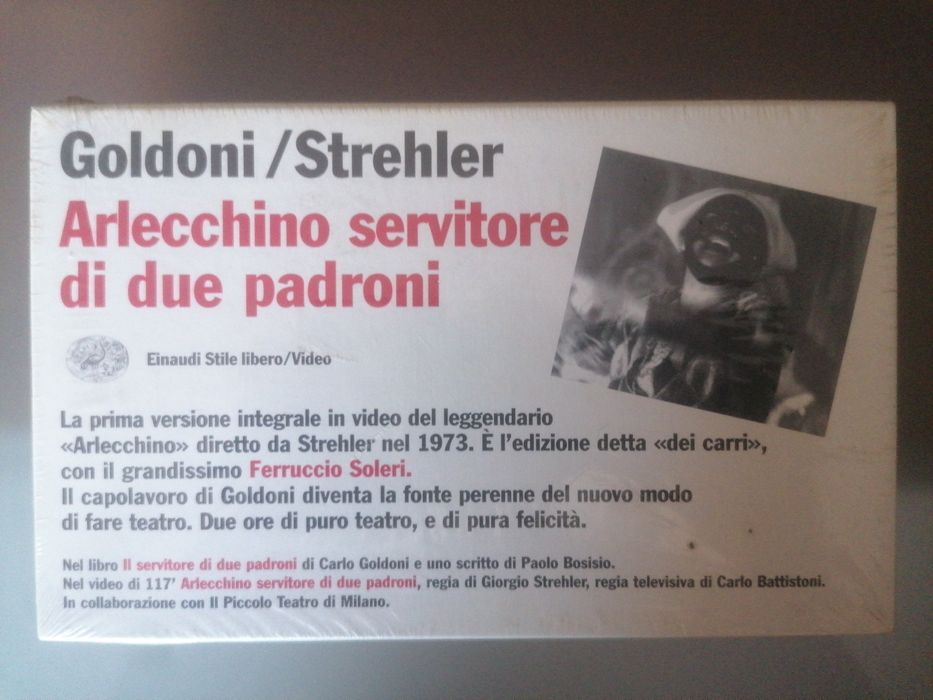 Goldoni/Strehler
Arlecchino servitore
di due padroni
Einaudi Stile libero/Video
La prima versione integrale in video del leggendario
«Arlecchino» diretto da Strehler nel 1973. È l'edizione detta «dei carri»,
con il grandissimo Ferruccio Soleri.
Il capolavoro di Goldoni diventa la fonte perenne del nuovo modo
di fare teatro. Due ore di puro teatro, e di pura felicità.
Nel libro Il servitore di due padroni di Carlo Goldoni e uno scritto di Paolo Bosisio.
Nel video di 117' Arlecchino servitore di due padroni, regia di Giorgio Strehler, regia televisiva di Carlo Battistoni.
In collaborazione con Il Piccolo Teatro di Milano.